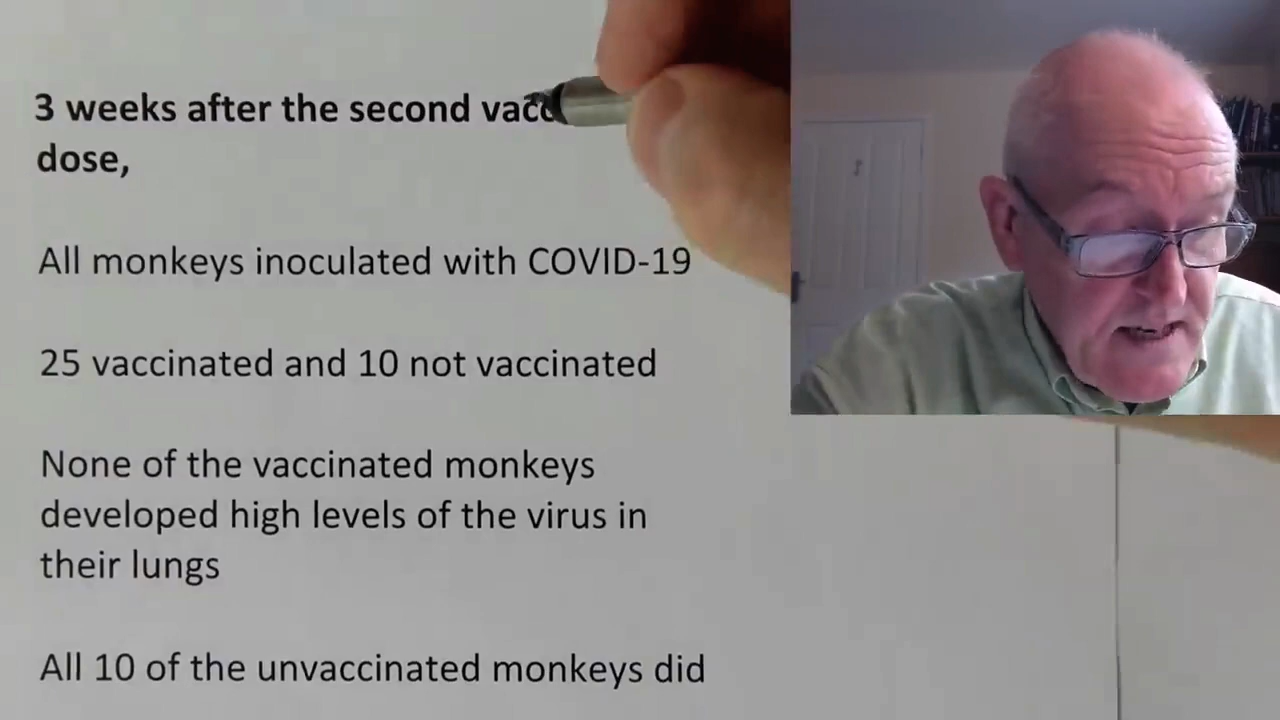 3 weeks after the second
dose,
All monkeys inoculated with COVID-19
25 vaccinated and 10 not vaccinated
None of the vaccinated monkeys
developed high levels of the virus in
their lungs
All 10 of the unvaccinated monkeys did